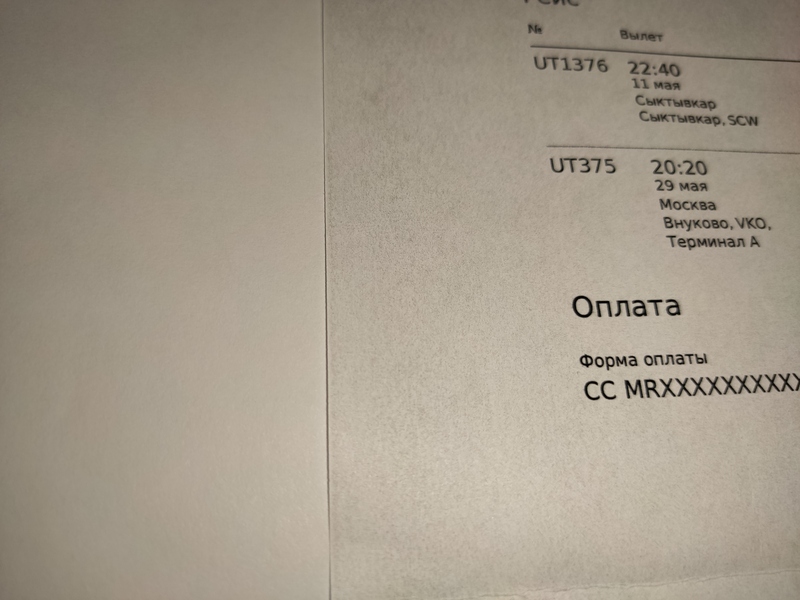 Рейс
№ Вылет
UT1376 22:40
11 мая
Сыктывкар
Сыктывкар, SCW
UT375 20:20
29 мая
Москва
Внуково, VKO,
Терминал A
Оплата
Форма оплаты
CC MRXXXXXXXXXX